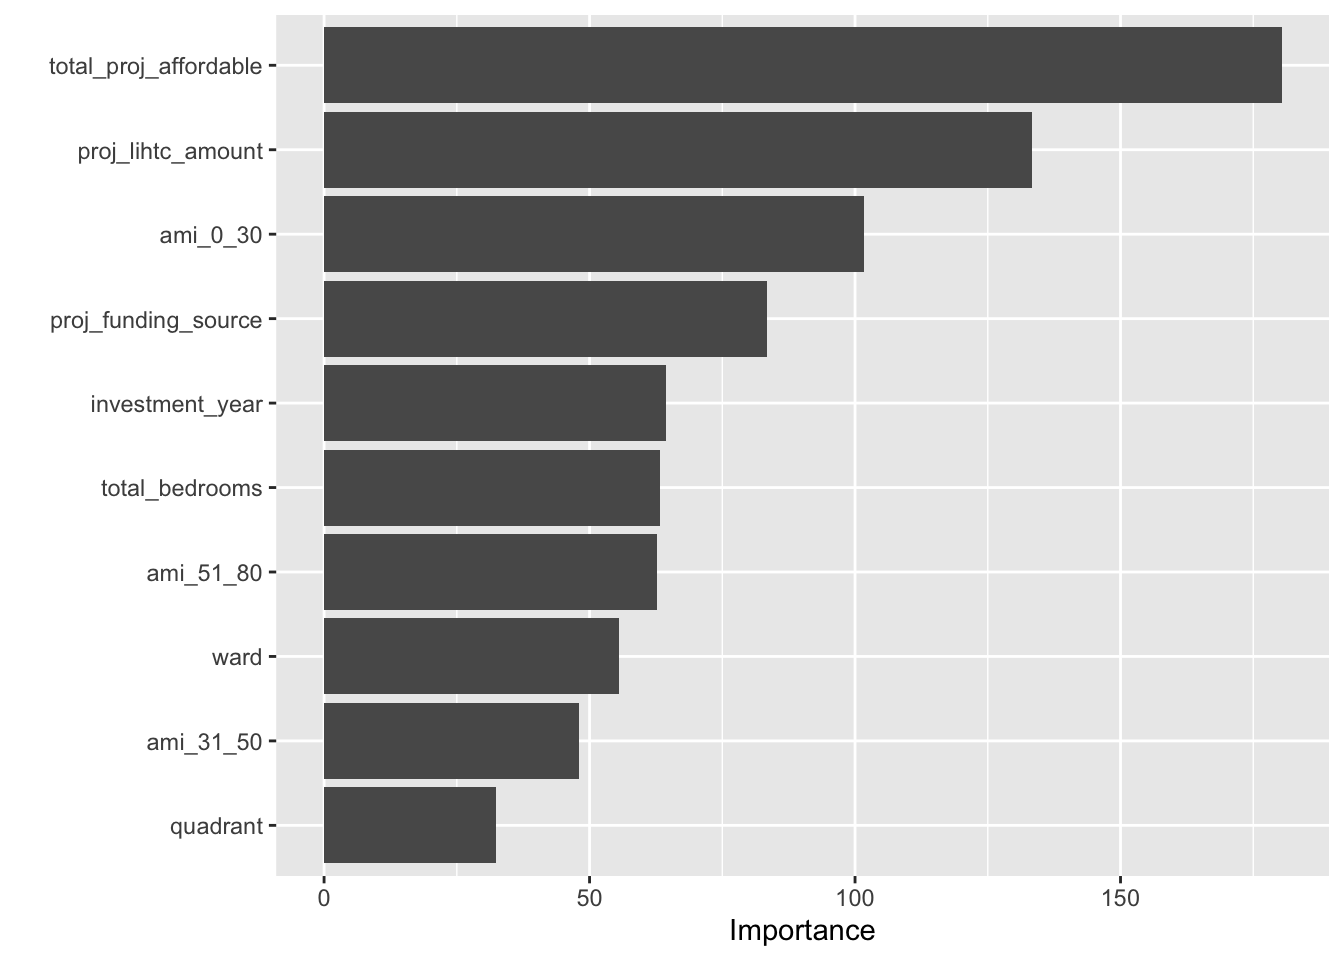 total_proj_affordable
proj_lihtc_amount
ami_0_30
proj_funding_source
investment_year
total_bedrooms
ami_51_80
ward
ami_31_50
quadrant
0 50 100 150
Importance